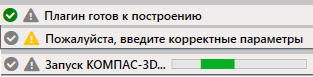 Плагин готов к построению
Пожалуйста, введите корректные параметры
Запуск КОМПАС-3D...